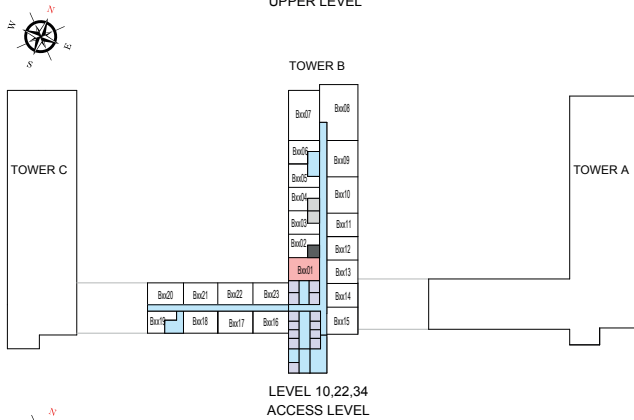 UPPER LEVEL
N
W
E
S
TOWER B
Bxx07
Bxx08
Bxx06
Bxx09
TOWER C
TOWER A
Bxx05
Bxx10
Bxx04
Bxx03
Bxx11
Bxx02
Bxx12
Bxx01
Bxx13
Bxx20
Bxx21
Bxx22
Bxx23
Bxx14
Bxx19
Bxx18
Bxx17
Bxx16
Bxx15
LEVEL 10,22,34
ACCESS LEVEL
N